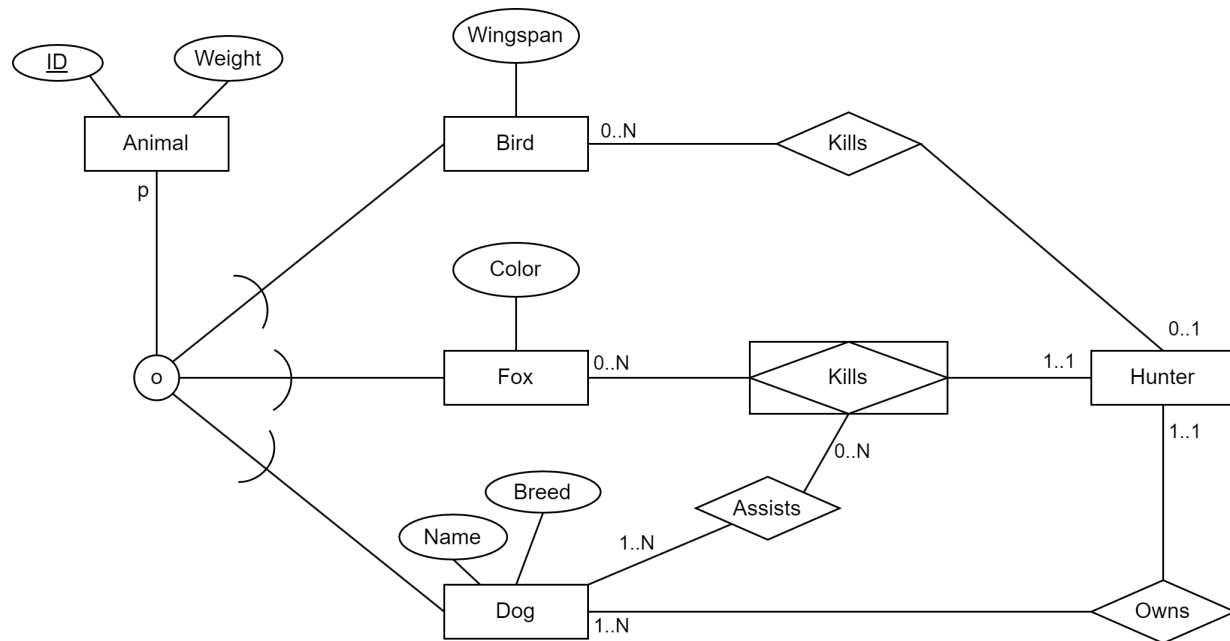 Wingspan
ID
Weight
Animal
Bird
0..N
Kills
p
Color
0..1
o
Fox
0..N
Kills
1..1
Hunter
1..1
0..N
Breed
Assists
Name
1..N
Dog
1..N
Owns